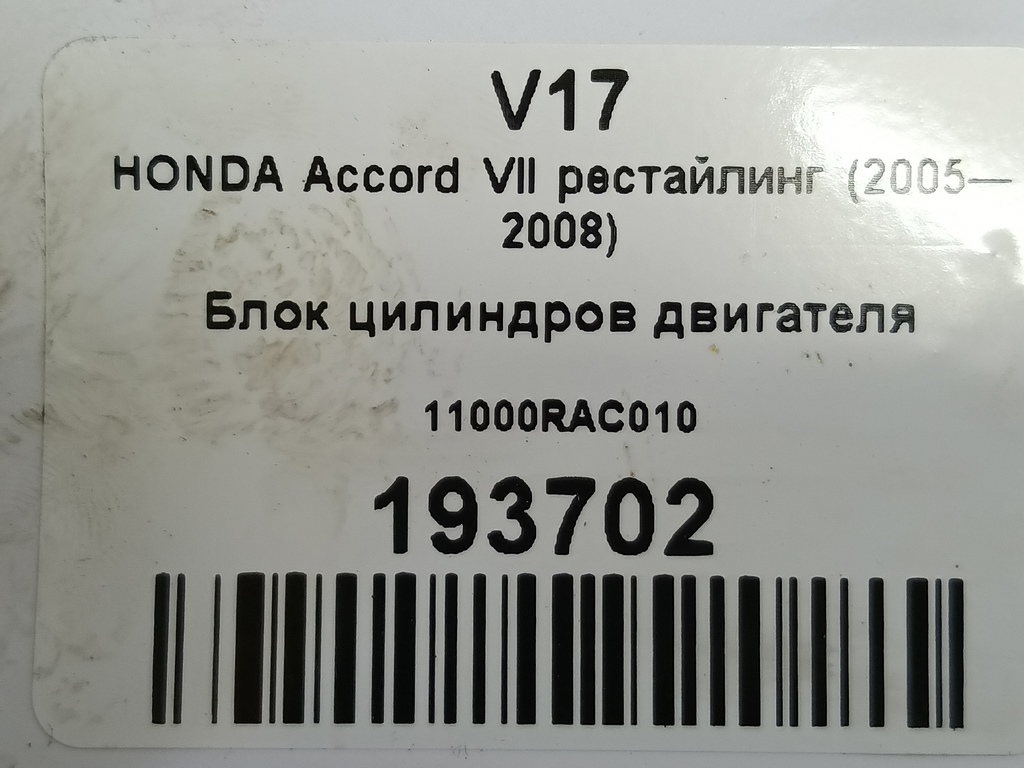 V17
HONDA Accord VII рестайлинг (2005—
2008)
Блок цилиндров двигателя
11000RAC010
193702